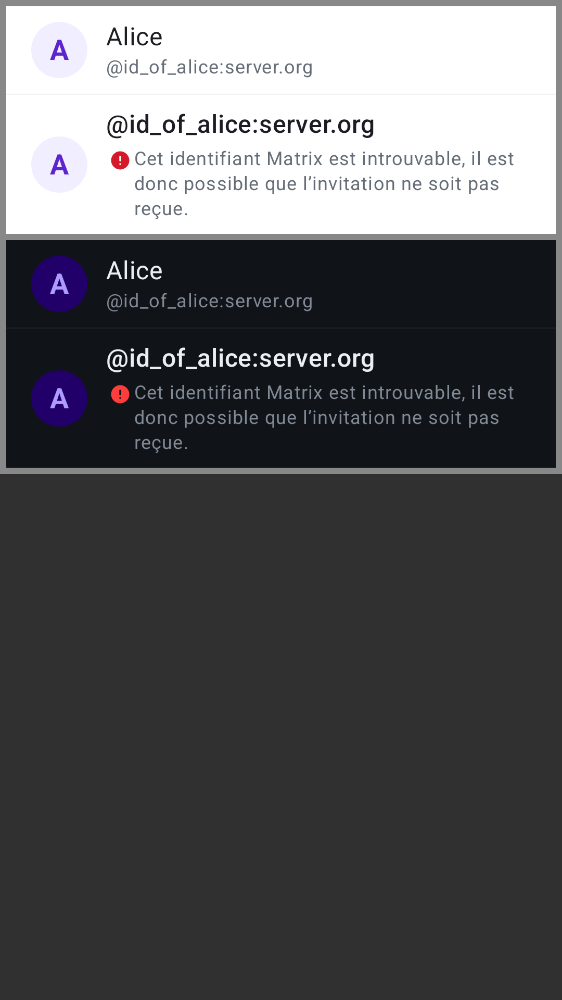 A
Alice
@id_of_alice:server.org
A
@id_of_alice:server.org
Cet identifiant Matrix est introuvable, il est
donc possible que l’invitation ne soit pas
reçue.
A
Alice
@id_of_alice:server.org
A
@id_of_alice:server.org
Cet identifiant Matrix est introuvable, il est
donc possible que l’invitation ne soit pas
reçue.